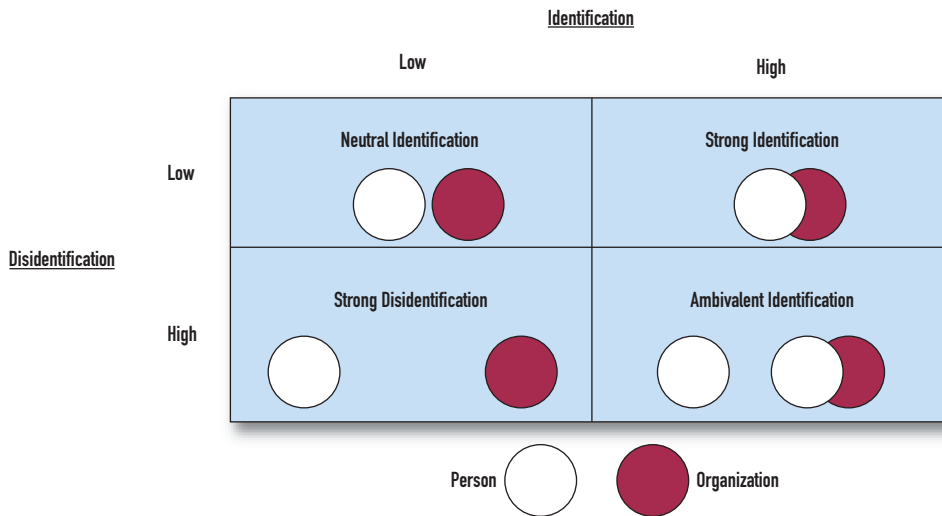 Identification
Low
High
Neutral Identification
Strong Identification
Low
Disidentification
Strong Disidentification
Ambivalent Identification
High
Person
Organization